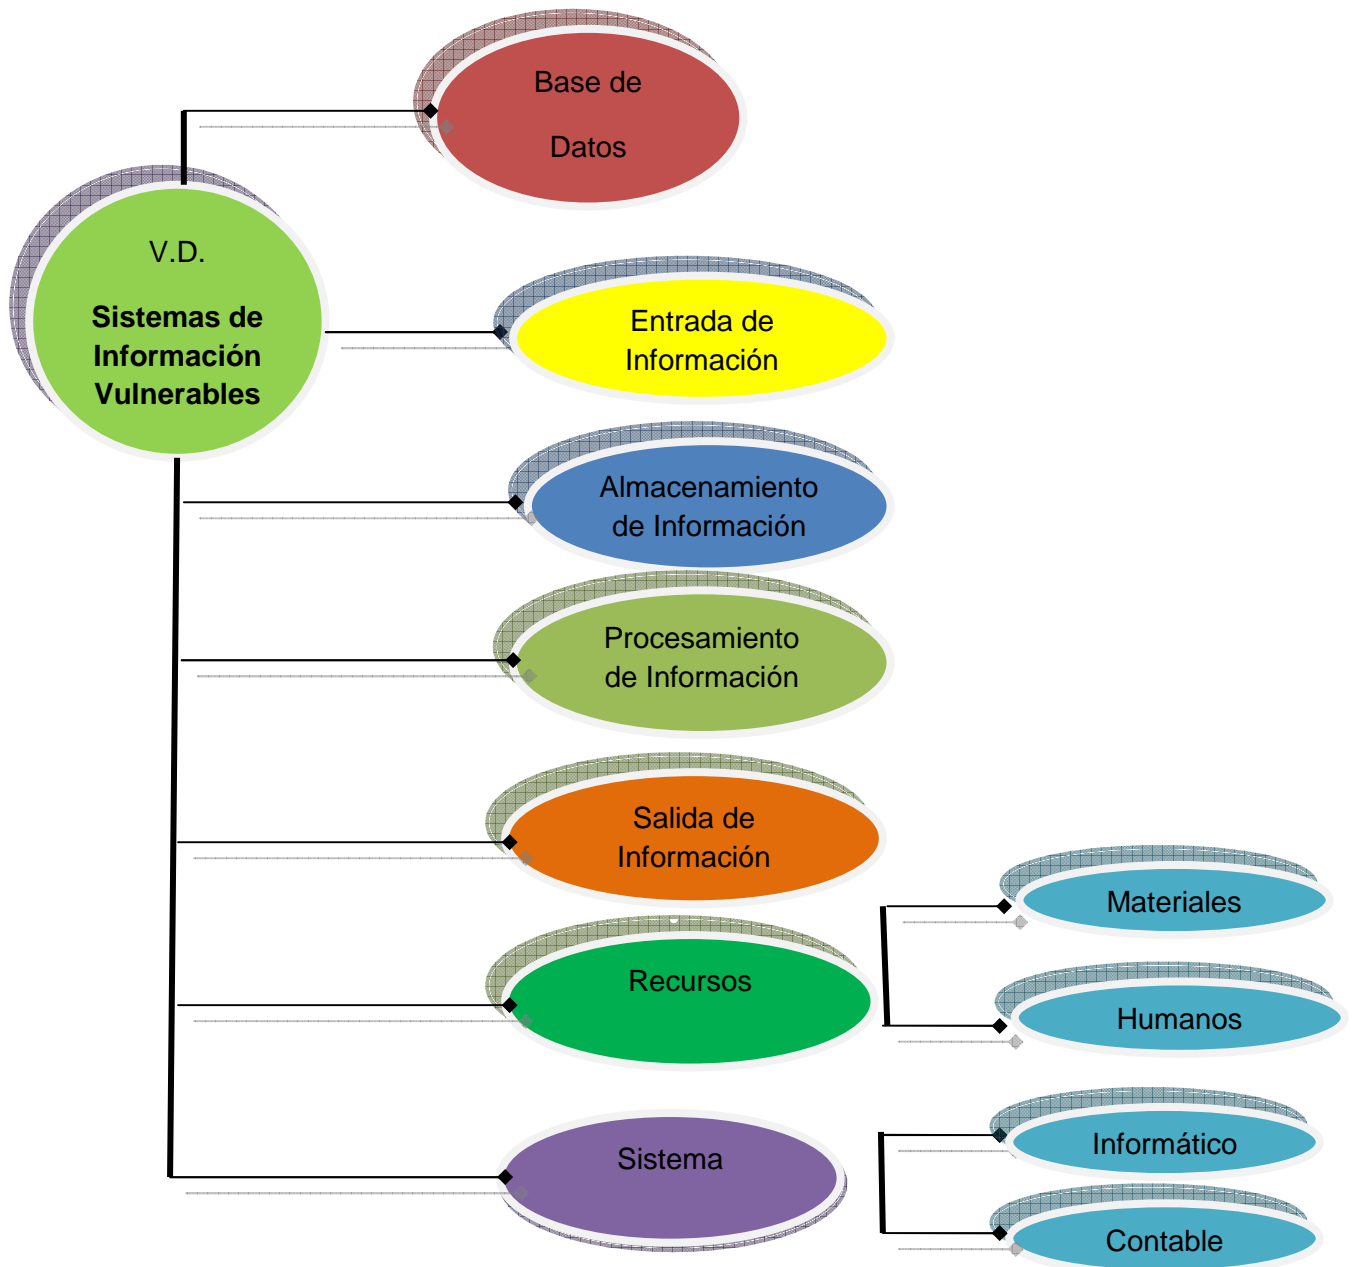 Base de
Datos
V.D.
Sistemas de
Información
Vulnerables
Entrada de
Información
Almacenamiento
de Información
Procesamiento
de Información
Salida de
Información
Materiales
Recursos
Humanos
Informático
Sistema
Contable